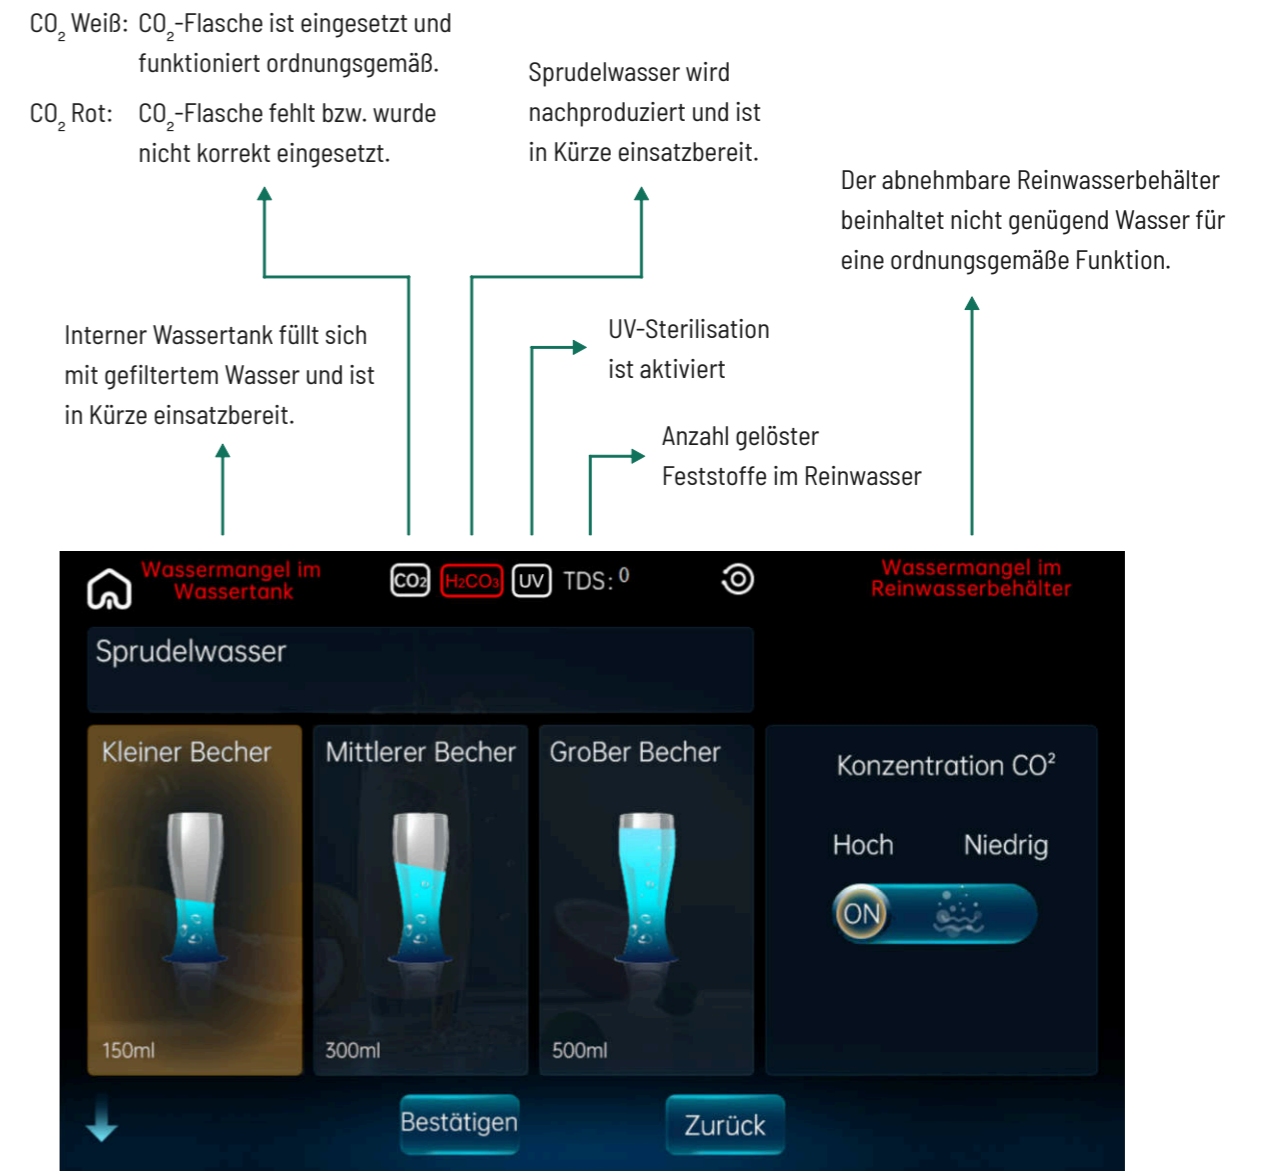 CO₂ Weiß: CO₂-Flasche ist eingesetzt und
funktioniert ordnungsgemäß.
CO₂ Rot: CO₂-Flasche fehlt bzw. wurde
nicht korrekt eingesetzt.
Sprudelwasser wird
nachproduziert und ist
in Kürze einsatzbereit.
Der abnehmbare Reinwasserbehälter
beinhaltet nicht genügend Wasser für
eine ordnungsgemäße Funktion.
Interner Wassertank füllt sich
mit gefiltertem Wasser und ist
in Kürze einsatzbereit.
UV-Sterilisation
ist aktiviert
Anzahl gelöster
Feststoffe im Reinwasser
Wassermangel im
Wassertank
CO₂ H₂CO₃ UV TDS: 0
Wassermangel im
Reinwasserbehälter
Sprudelwasser
Kleiner Becher
150ml
Mittlerer Becher
300ml
GroBer Becher
500ml
Konzentration CO²
Hoch Niedrig
ON
Bestätigen
Zurück